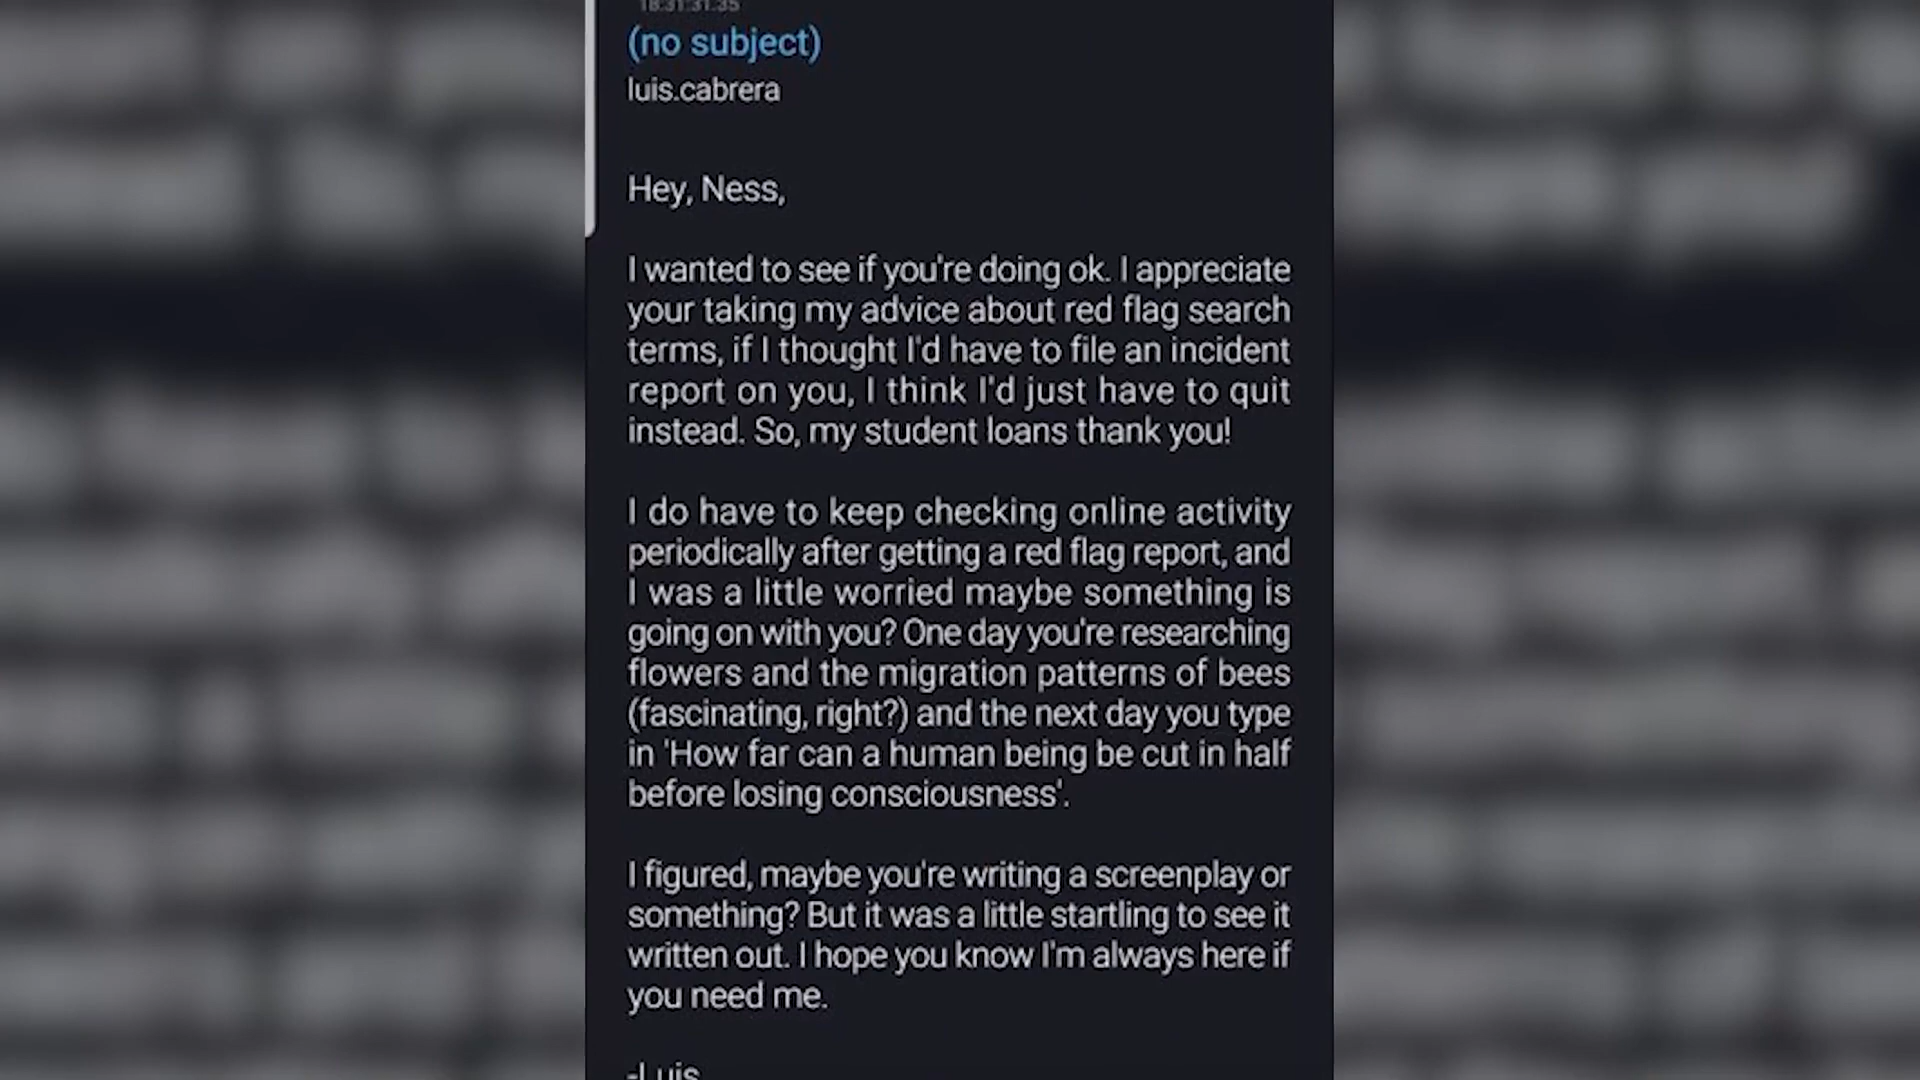 18:31:31.35
(no subject)
luis.cabrera
Hey, Ness,
I wanted to see if you're doing ok. I appreciate
your taking my advice about red flag search
terms, if I thought I'd have to file an incident
report on you, I think I'd just have to quit
instead. So, my student loans thank you!
I do have to keep checking online activity
periodically after getting a red flag report, and
I was a little worried maybe something is
going on with you? One day you're researching
flowers and the migration patterns of bees
(fascinating, right?) and the next day you type
in 'How far can a human being be cut in half
before losing consciousness'.
I figured, maybe you're writing a screenplay or
something? But it was a little startling to see it
written out. I hope you know I'm always here if
you need me.
-Luis